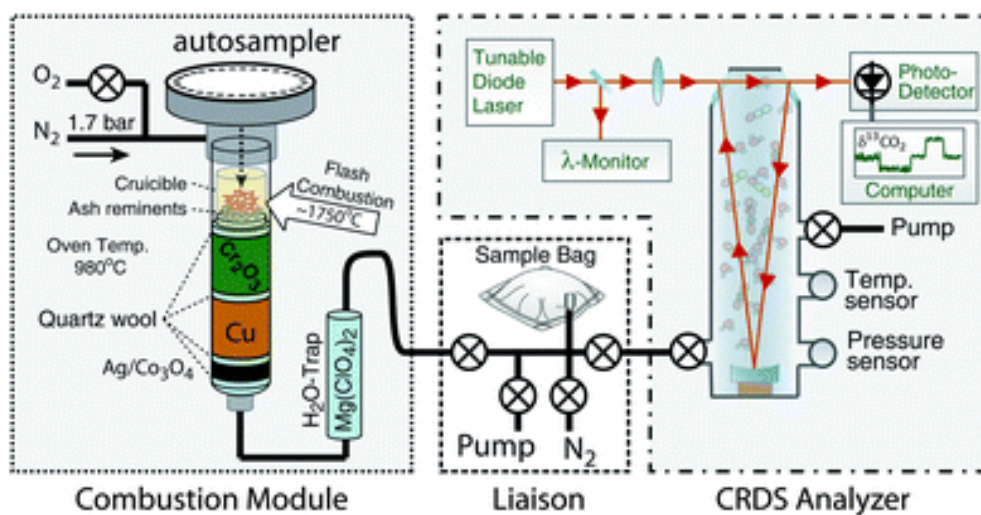 autosampler
O2
N2
1.7 bar
Cruicible
Ash reminents
Flash
Combustion
~1750°C
Oven Temp.
980°C
Cr2O3
Quartz wool
Cu
Ag/Co3O4
H2O-Trap
Mg(ClO4)2
Combustion Module
Sample Bag
Pump
N2
Liaison
Tunable
Diode
Laser
λ-Monitor
Photo-
Detector
δ13CO2
Computer
Pump
Temp.
sensor
Pressure
sensor
CRDS Analyzer